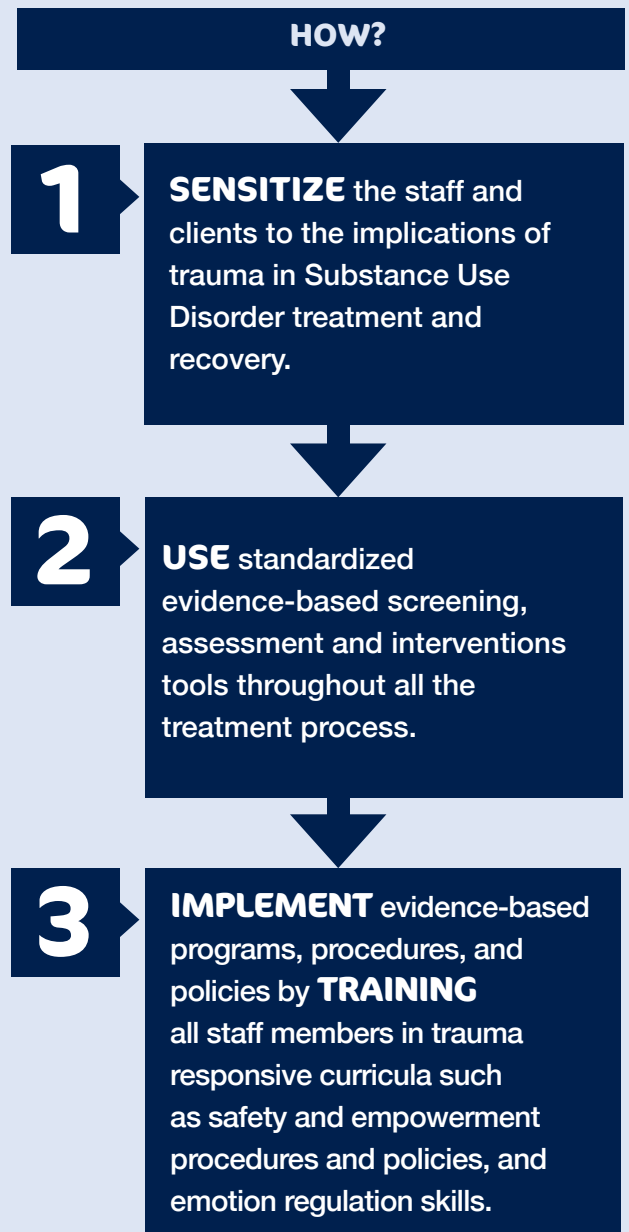 HOW?
1
SENSITIZE the staff and
clients to the implications of
trauma in Substance Use
Disorder treatment and
recovery.
2
USE standardized
evidence-based screening,
assessment and interventions
tools throughout all the
treatment process.
3
IMPLEMENT evidence-based
programs, procedures, and
policies by TRAINING
all staff members in trauma
responsive curricula such
as safety and empowerment
procedures and policies, and
emotion regulation skills.